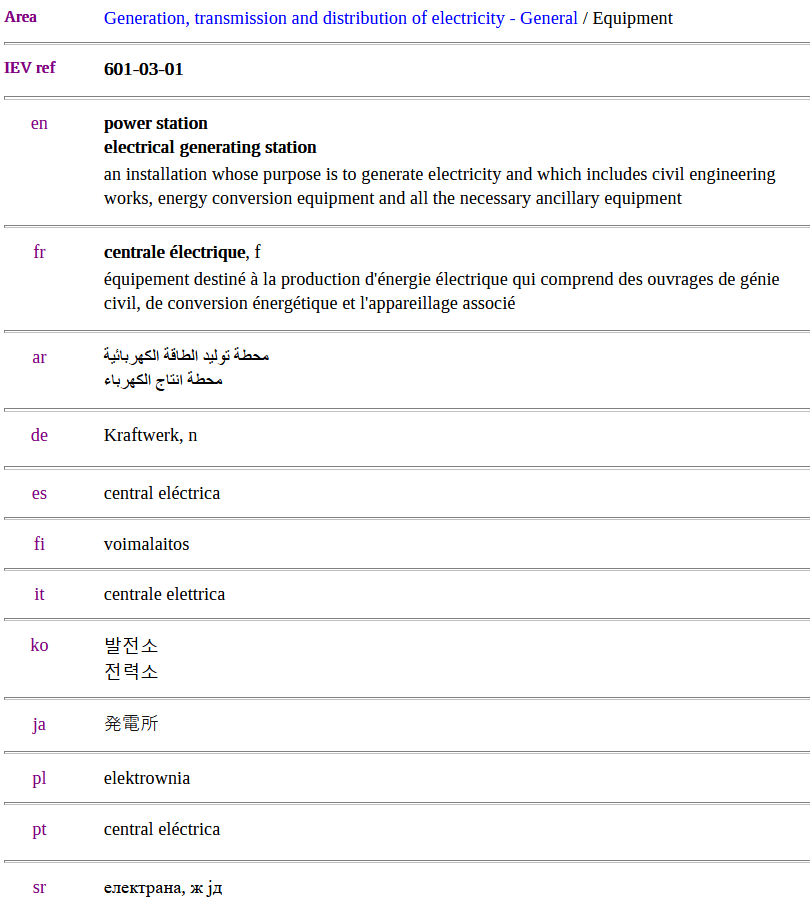 Area Generation, transmission and distribution of electricity - General / Equipment
IEV ref 601-03-01
en power station
electrical generating station
an installation whose purpose is to generate electricity and which includes civil engineering
works, energy conversion equipment and all the necessary ancillary equipment
fr centrale électrique, f
équipement destiné à la production d'énergie électrique qui comprend des ouvrages de génie
civil, de conversion énergétique et l'appareillage associé
ar محطة توليد الطاقة الكهربائية
محطة انتاج الكهرباء
de Kraftwerk, n
es central eléctrica
fi voimalaitos
it centrale elettrica
ko 발전소
전력소
ja 発電所
pl elektrownia
pt central eléctrica
sr електрана, ж јд